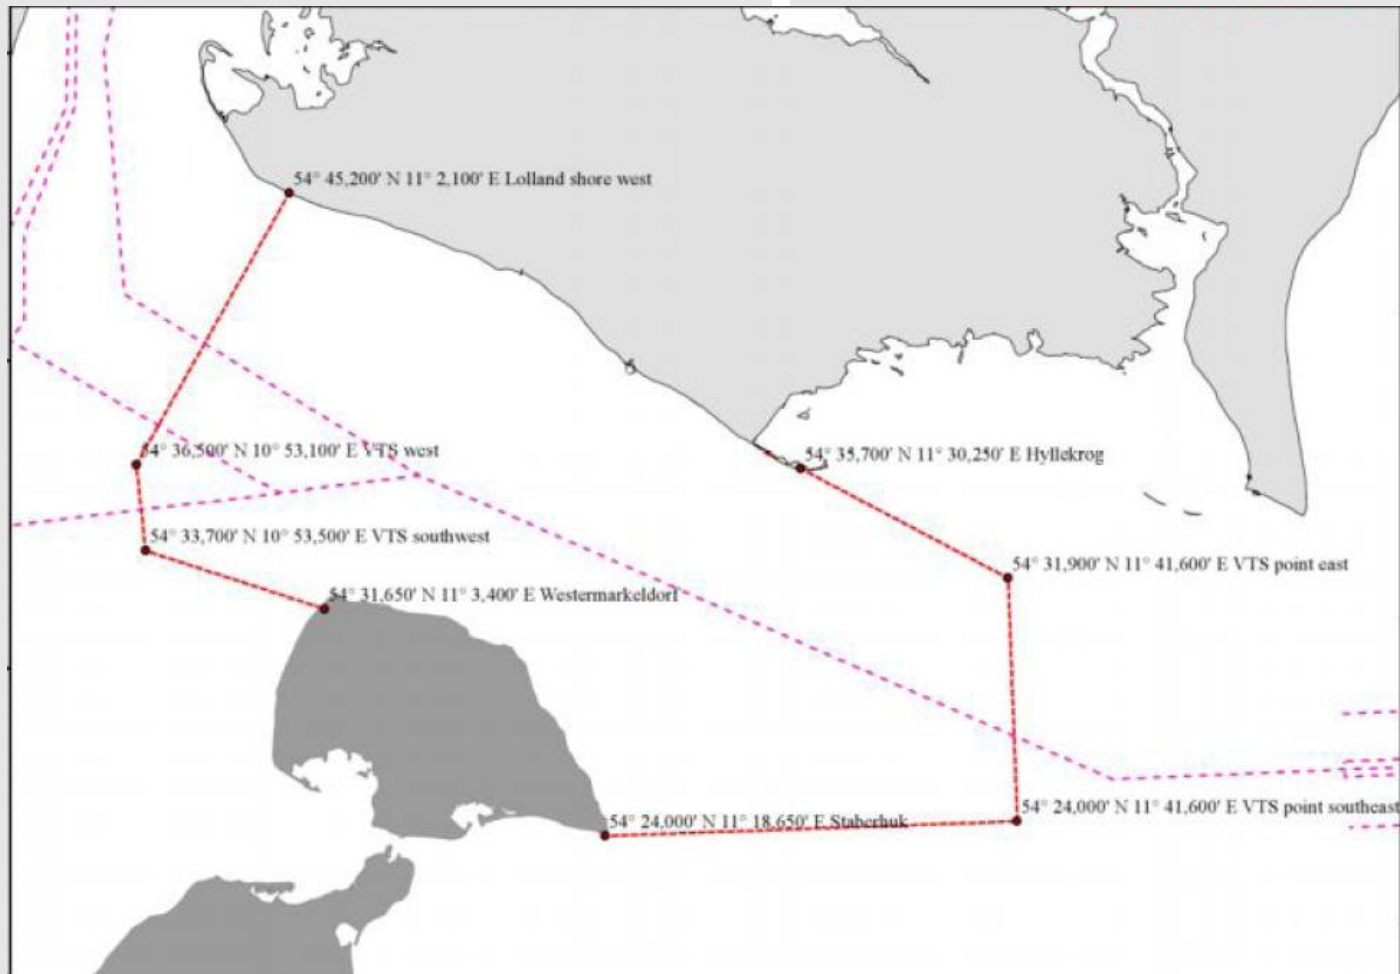 54° 45,200' N 11° 2,100' E Lolland shore west
54° 36,500' N 10° 53,100' E VTS west
54° 35,700' N 11° 30,250' E Hyllekrog
54° 33,700' N 10° 53,500' E VTS southwest
54° 31,900' N 11° 41,600' E VTS point east
54° 31,650' N 11° 3,400' E Westermarkeldorf
54° 24,000' N 11° 41,600' E VTS point southeast
54° 24,000' N 11° 18,650' E Staberhuk